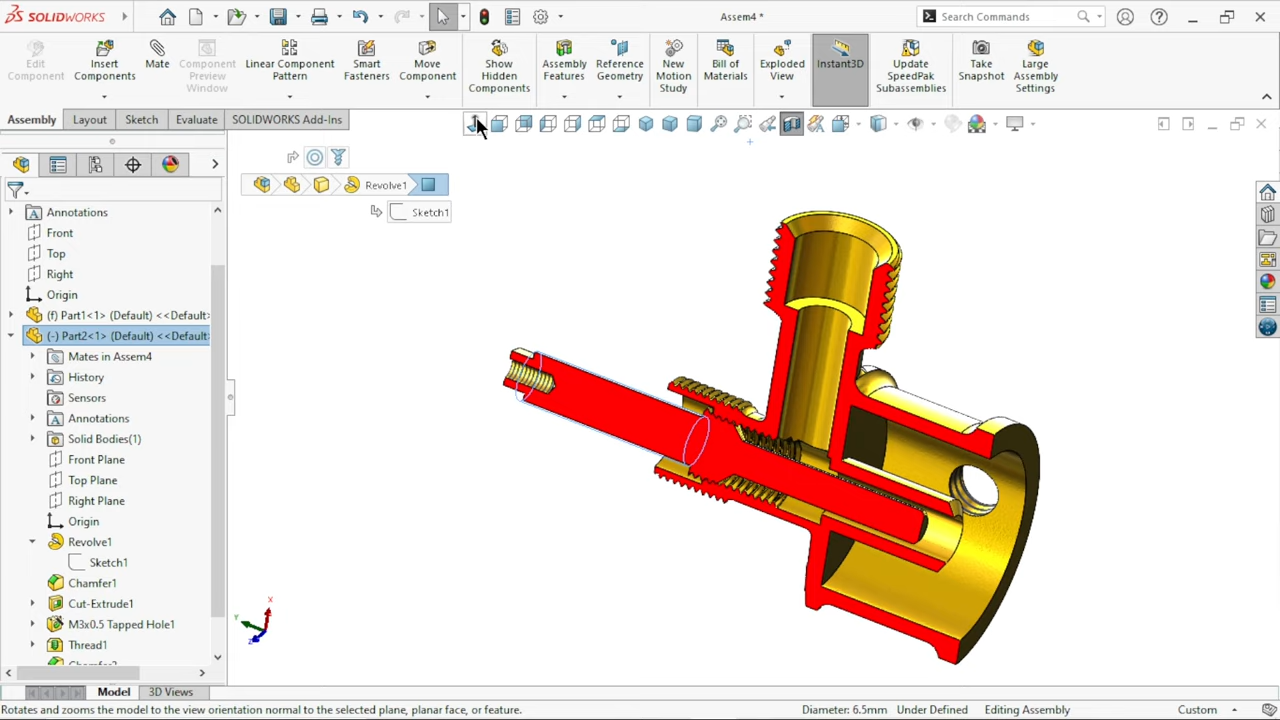 SOLIDWORKS
Assem4 *
Search Commands
Edit Component
Insert Components
Mate
Component Preview Window
Linear Component Pattern
Smart Fasteners
Move Component
Show Hidden Components
Assembly Features
Reference Geometry
New Motion Study
Bill of Materials
Exploded View
Instant3D
Update SpeedPak Subassemblies
Take Snapshot
Large Assembly Settings
Assembly
Layout
Sketch
Evaluate
SOLIDWORKS Add-Ins
Revolve1
Sketch1
Annotations
Front
Top
Right
Origin
(f) Part1<1> (Default) <<Default>
(-) Part2<1> (Default) <<Default>
Mates in Assem4
History
Sensors
Annotations
Solid Bodies(1)
Front Plane
Top Plane
Right Plane
Origin
Revolve1
Sketch1
Chamfer1
Cut-Extrude1
M3x0.5 Tapped Hole1
Thread1
X
Y
Z
Model
3D Views
Rotates and zooms the model to the view orientation normal to the selected plane, planar face, or feature.
Diameter: 6.5mm
Under Defined
Editing Assembly
Custom